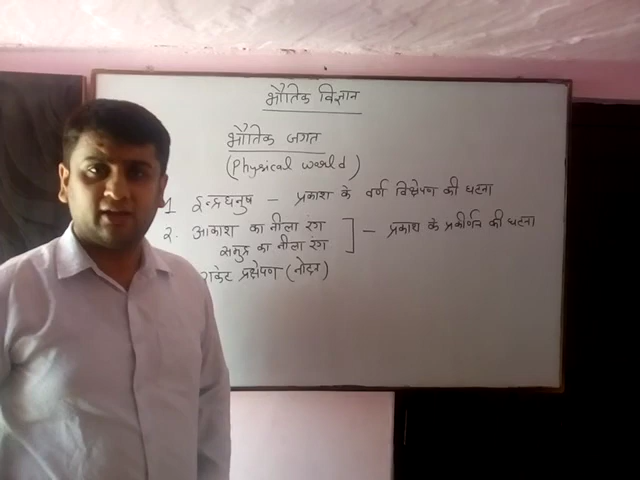 भौतिक विज्ञान
भौतिक जगत
(Physical world)
1 इन्द्रधनुष - प्रकाश के वर्ण विक्षेपण की घटना
2. आकाश का नीला रंग
समुद्र का नीला रंग ] - प्रकाश के प्रकीर्णन की घटना
राकेट प्रक्षेपण (नोदन)